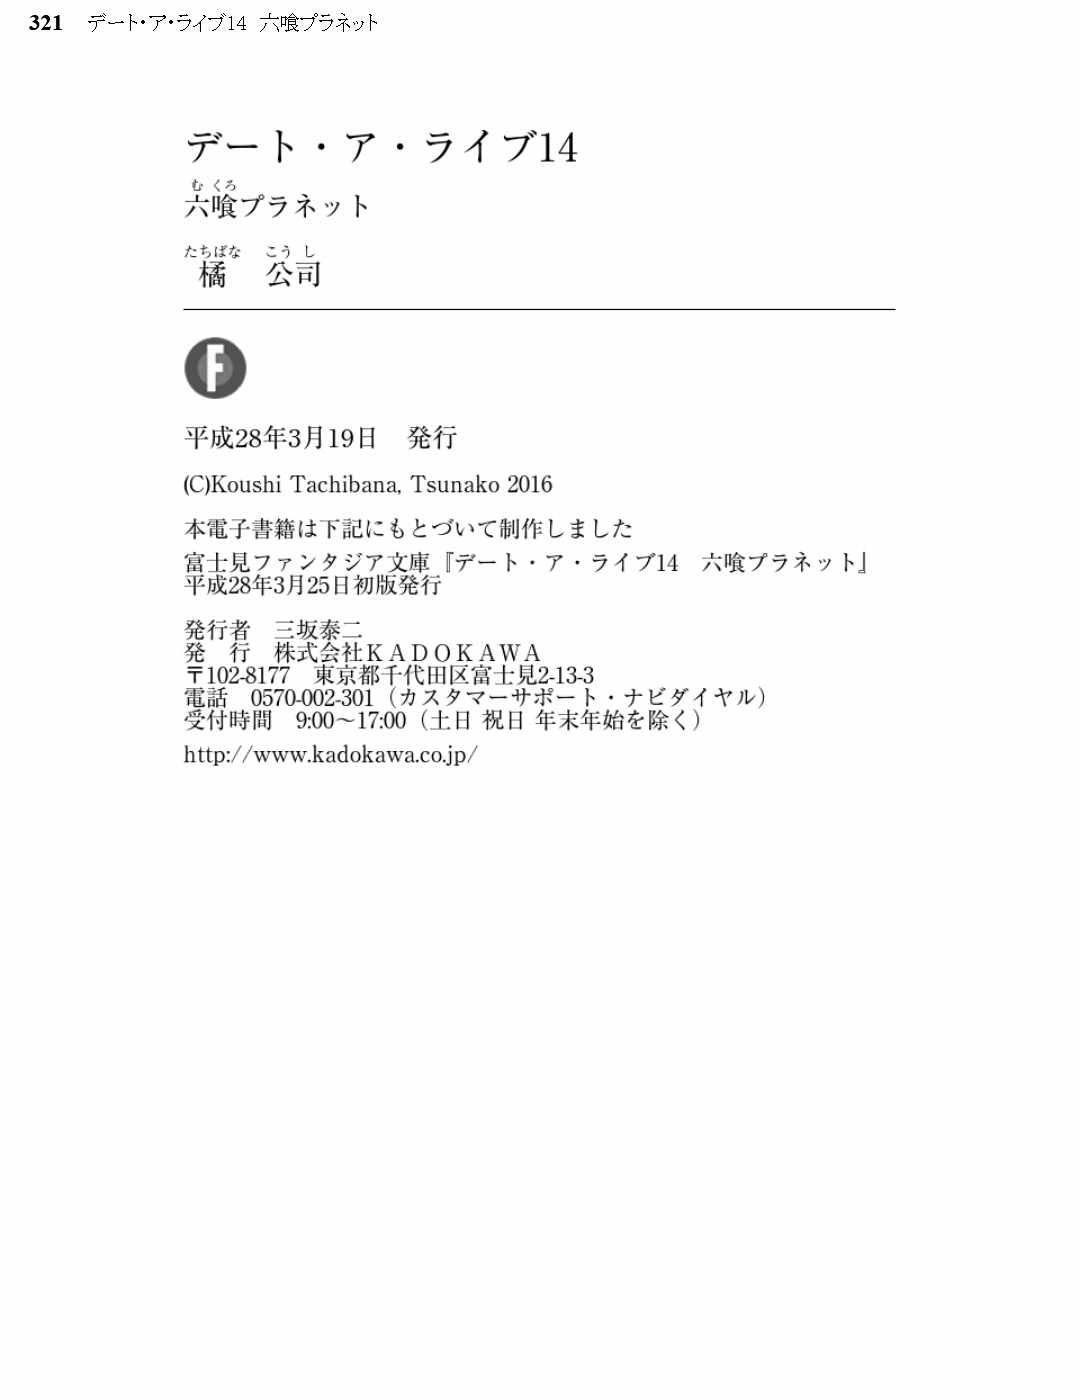 321 デート・ア・ライブ14 六喰プラネット
デート・ア・ライブ14
む くろ
六喰プラネット
たちばな こう し
橘 公司
F
平成28年3月19日 発行
(C)Koushi Tachibana, Tsunako 2016
本電子書籍は下記にもとづいて制作しました
富士見ファンタジア文庫『デート・ア・ライブ14 六喰プラネット』
平成28年3月25日初版発行
発行者 三坂泰二
発 行 株式会社ＫＡＤＯＫＡＷＡ
〒102-8177 東京都千代田区富士見2-13-3
電話 0570-002-301（カスタマーサポート・ナビダイヤル）
受付時間 9:00～17:00（土日 祝日 年末年始を除く）
http://www.kadokawa.co.jp/